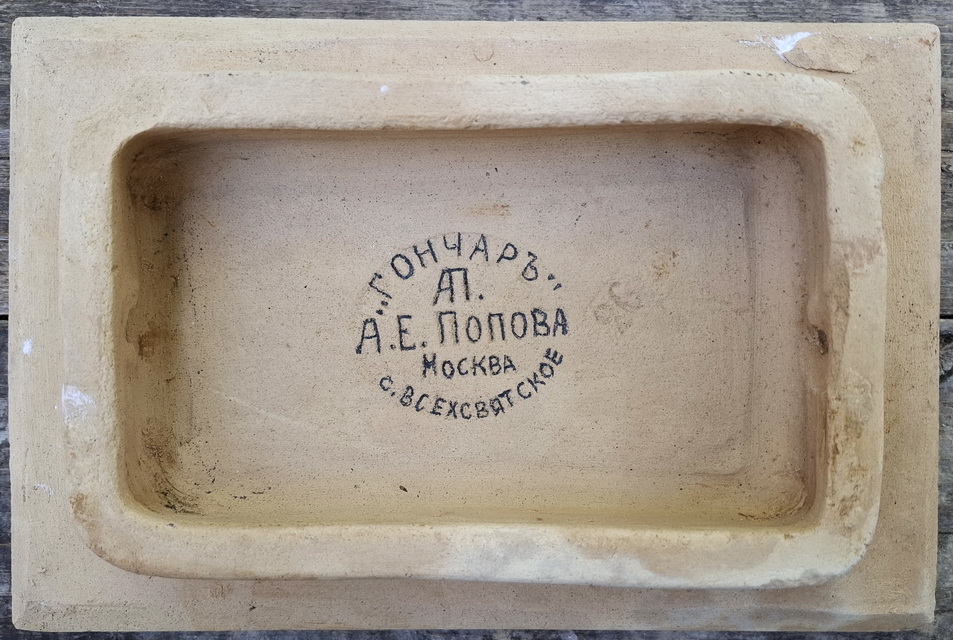 „ГОНЧАРЪ"
АП.
А.Е. ПОПОВА
МОСКВА
С. ВСЕХСВЯТСКОЕ